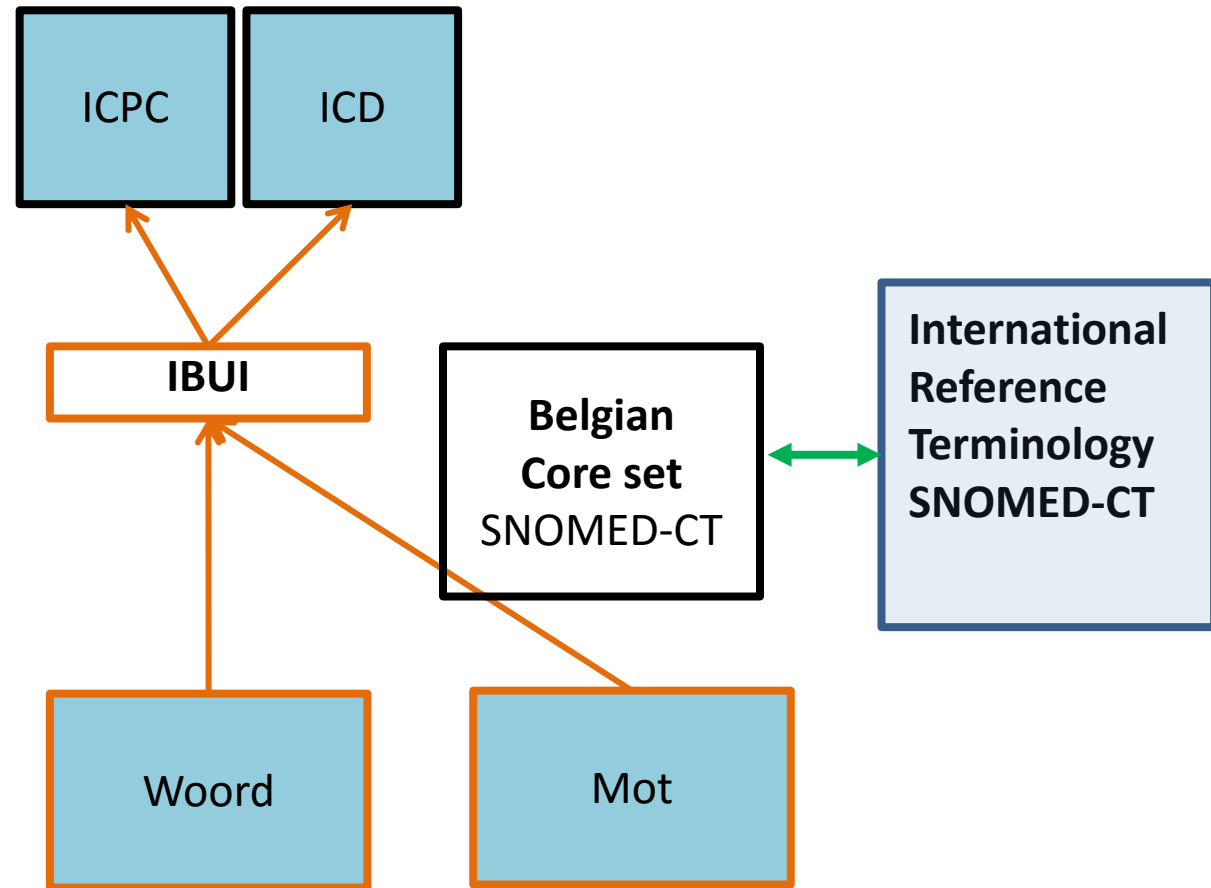 ICPC
ICD
IBUI
Belgian
Core set
SNOMED-CT
International
Reference
Terminology
SNOMED-CT
Woord
Mot